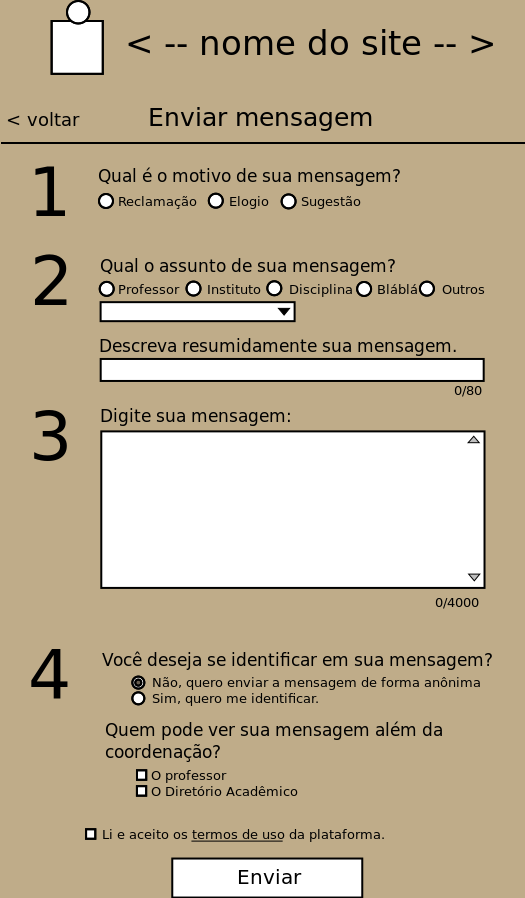 < -- nome do site -- >
< voltar Enviar mensagem
1 Qual é o motivo de sua mensagem?
Reclamação Elogio Sugestão
2 Qual o assunto de sua mensagem?
Professor Instituto Disciplina Bláblá Outros
Descreva resumidamente sua mensagem.
0/80
3 Digite sua mensagem:
0/4000
4 Você deseja se identificar em sua mensagem?
Não, quero enviar a mensagem de forma anônima
Sim, quero me identificar.
Quem pode ver sua mensagem além da
coordenação?
O professor
O Diretório Acadêmico
Li e aceito os termos de uso da plataforma.
Enviar